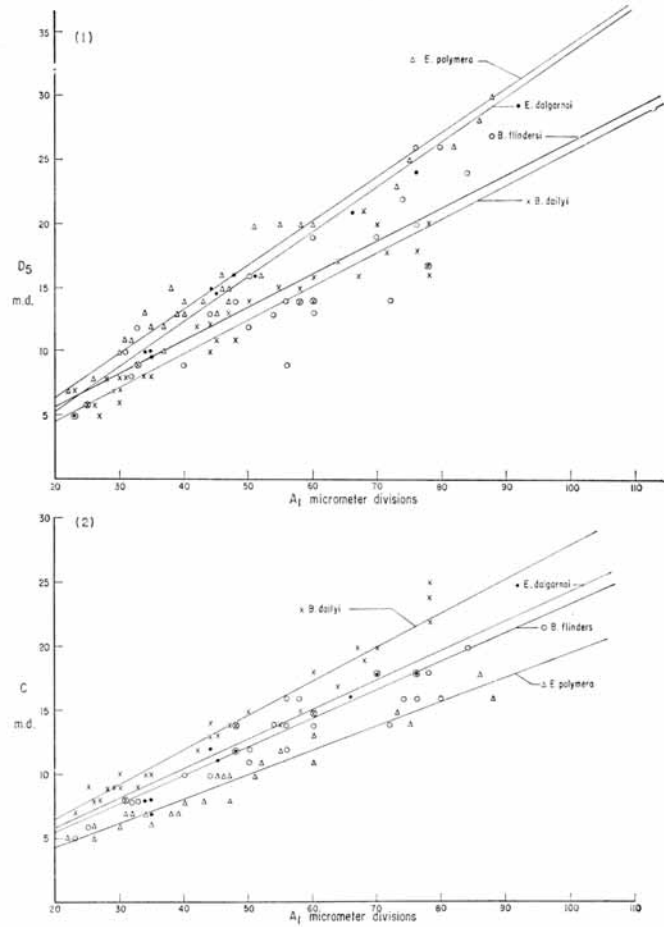 35
(1)
△ E. polymera
30
• E. dalgarnoi
○ B. flindersi
25
× B. dailyi
20
D5
m.d.
15
10
5
20 30 40 50 60 70 80 90 100 110
A1 micrometer divisions
30
(2)
25
• E. dalgarnoi
× B. dailyi
20
○ B. flinders
C
△ E. polymera
m.d.
15
10
5
20 30 40 50 60 70 80 90 100 110
A1 micrometer divisions